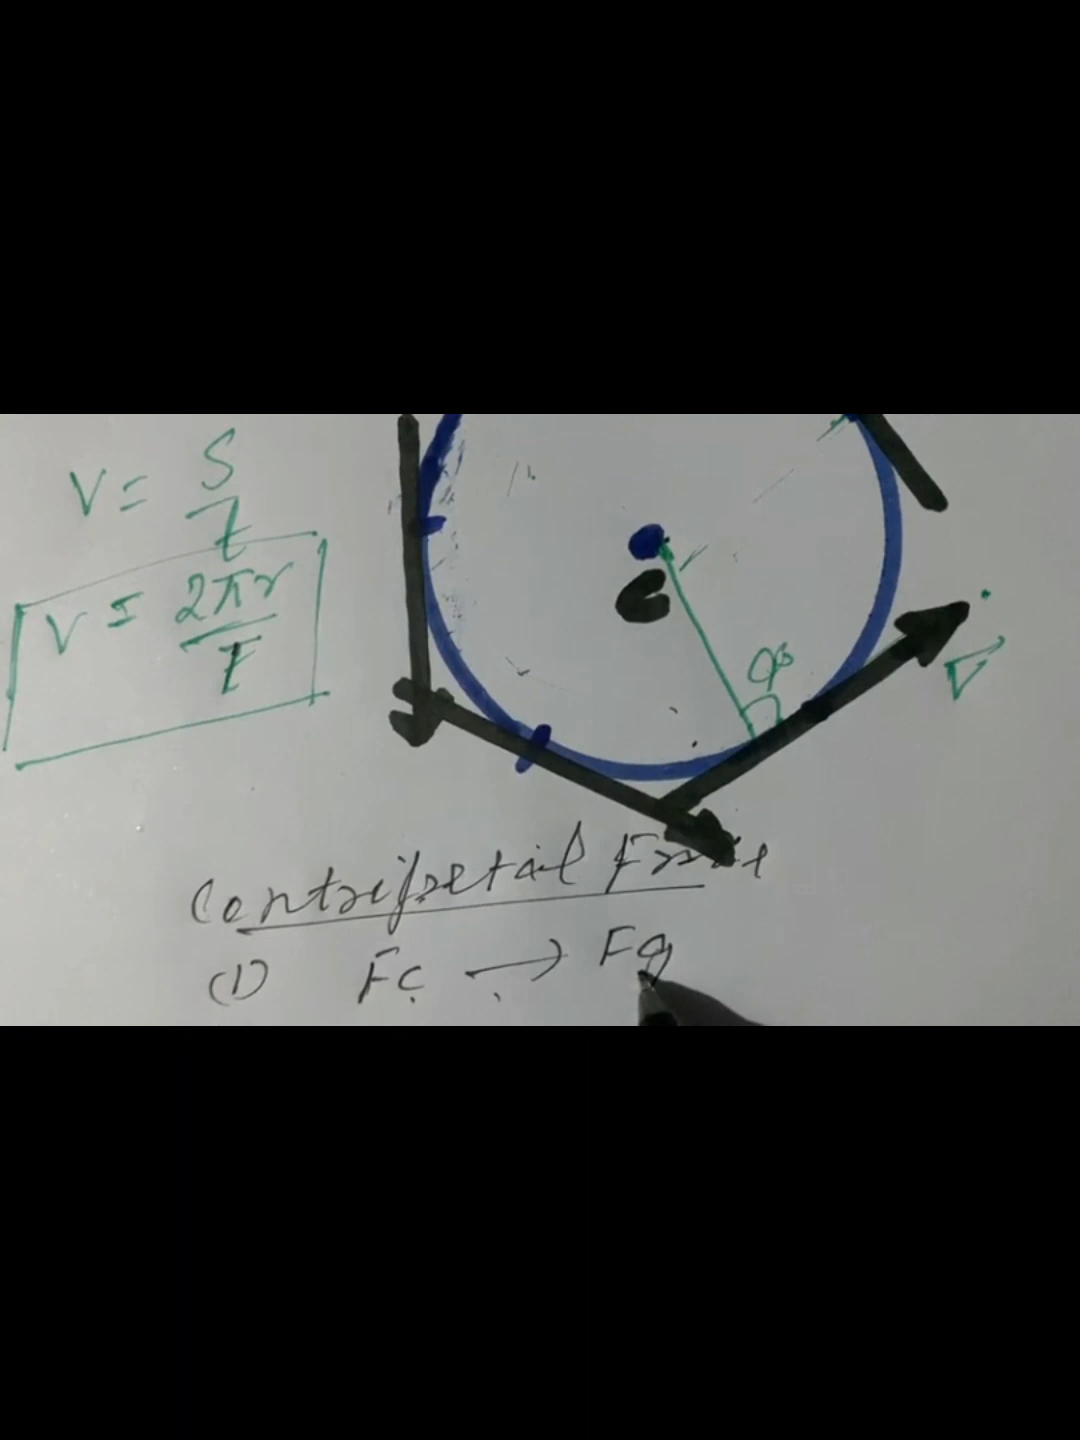 V = S/t
V = 2πr/T
C
90
V
Centripetal Force
(1) Fc → Fg